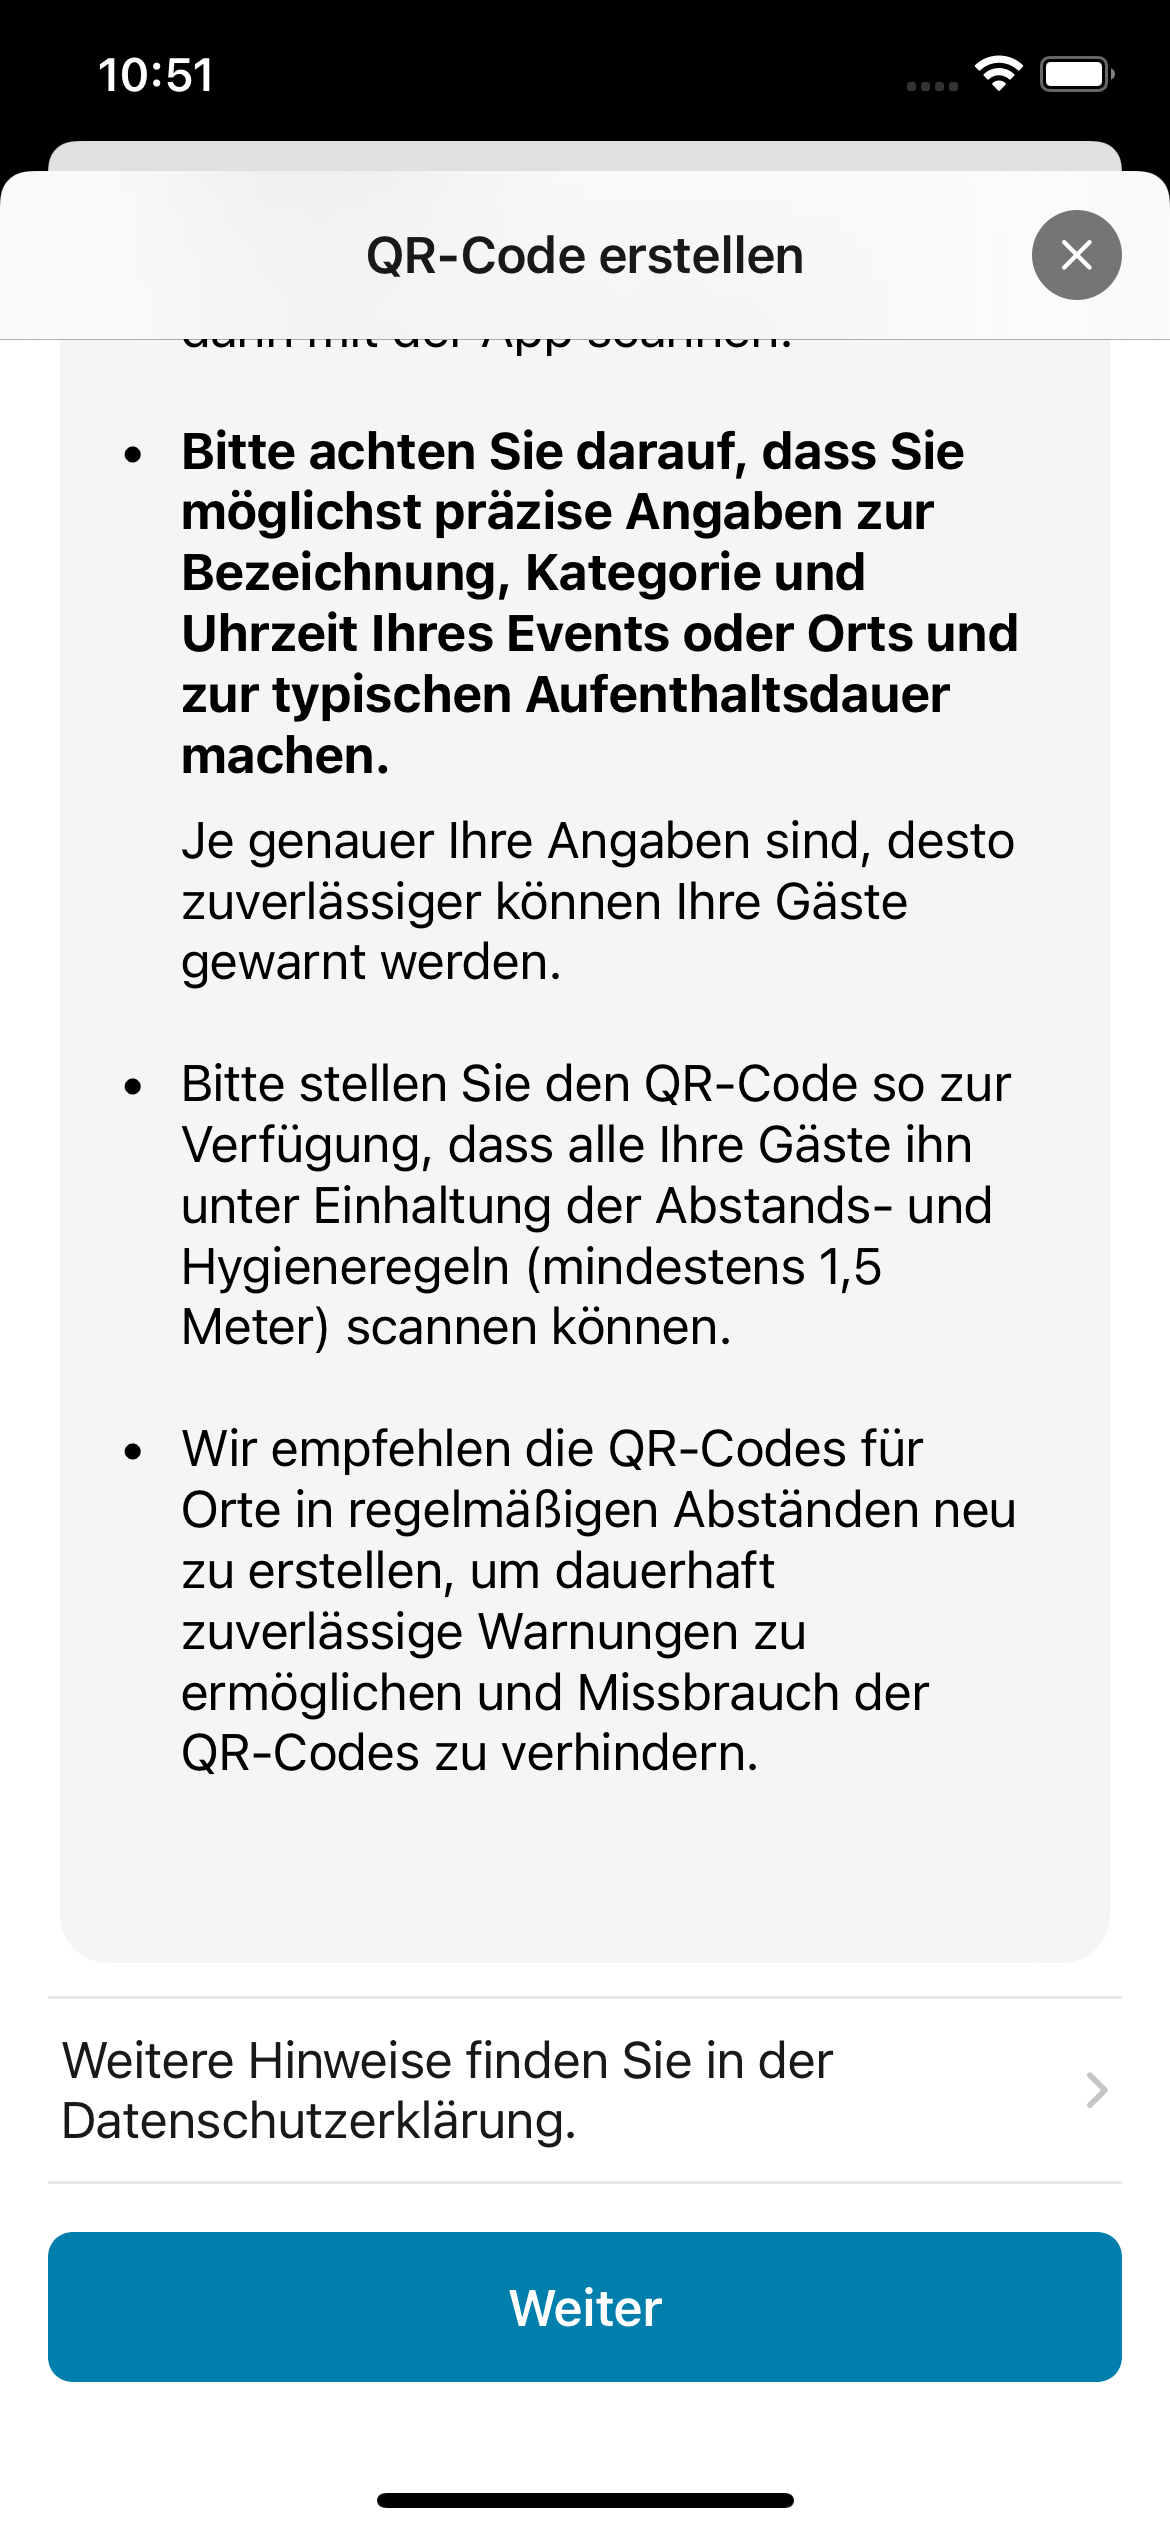 10:51
QR-Code erstellen
dann mit der App scannen.
• Bitte achten Sie darauf, dass Sie
möglichst präzise Angaben zur
Bezeichnung, Kategorie und
Uhrzeit Ihres Events oder Orts und
zur typischen Aufenthaltsdauer
machen.
Je genauer Ihre Angaben sind, desto
zuverlässiger können Ihre Gäste
gewarnt werden.
• Bitte stellen Sie den QR-Code so zur
Verfügung, dass alle Ihre Gäste ihn
unter Einhaltung der Abstands- und
Hygieneregeln (mindestens 1,5
Meter) scannen können.
• Wir empfehlen die QR-Codes für
Orte in regelmäßigen Abständen neu
zu erstellen, um dauerhaft
zuverlässige Warnungen zu
ermöglichen und Missbrauch der
QR-Codes zu verhindern.
Weitere Hinweise finden Sie in der
Datenschutzerklärung.
Weiter